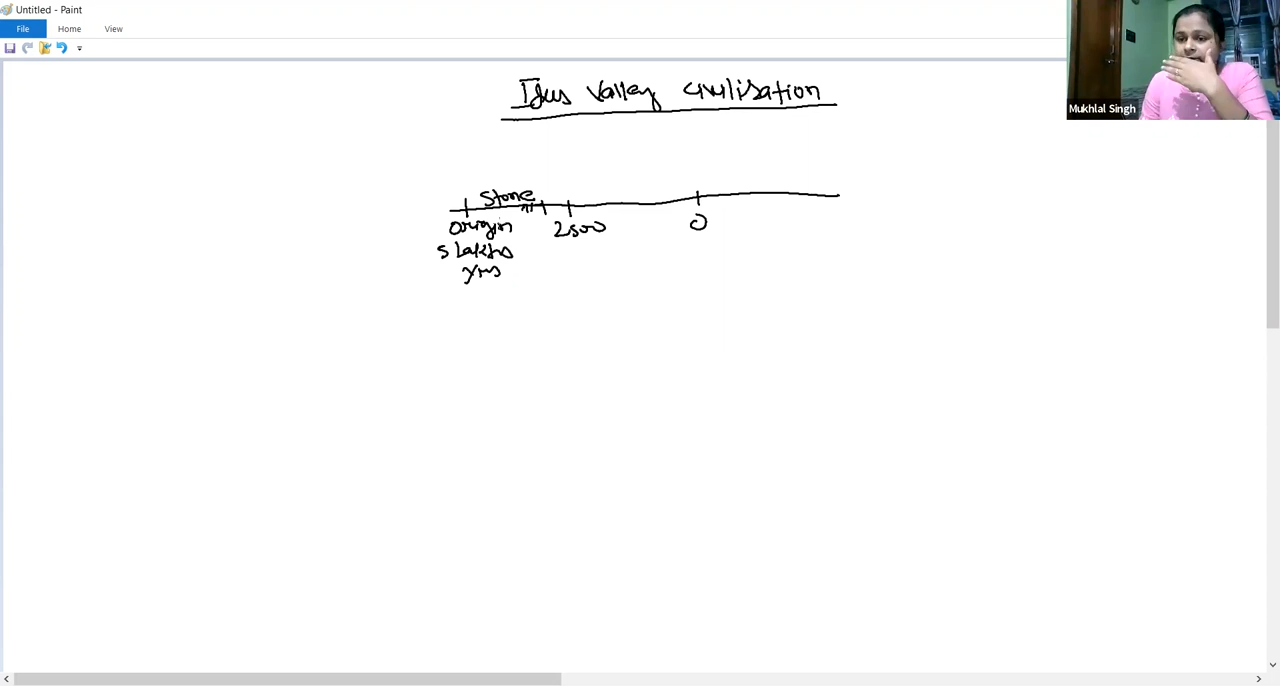 Untitled - Paint
File Home View
Mukhlal Singh
Idus Valley civilisation
Stone
origin 2500 0
5 Lakhs
yrs